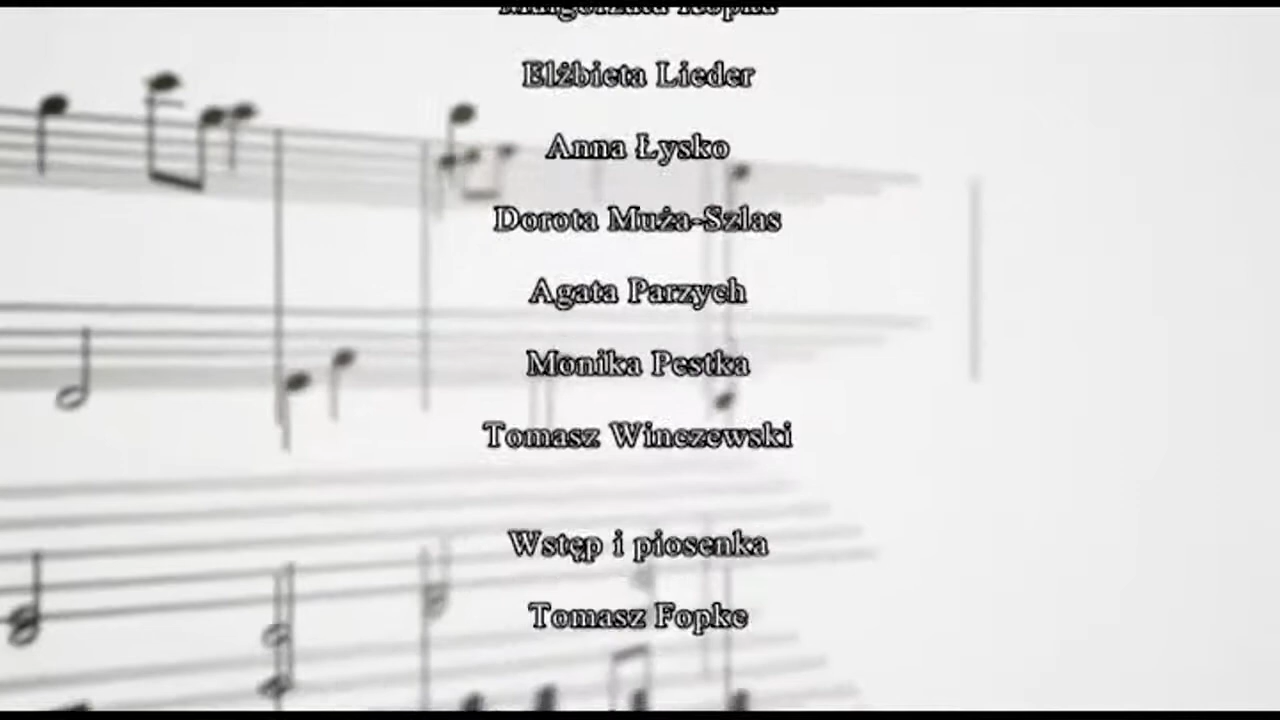 Elżbieta Lieder
Anna Łysko
Dorota Muża-Szlas
Agata Parzych
Monika Pestka
Tomasz Winczewski
Wstęp i piosenka
Tomasz Fopke